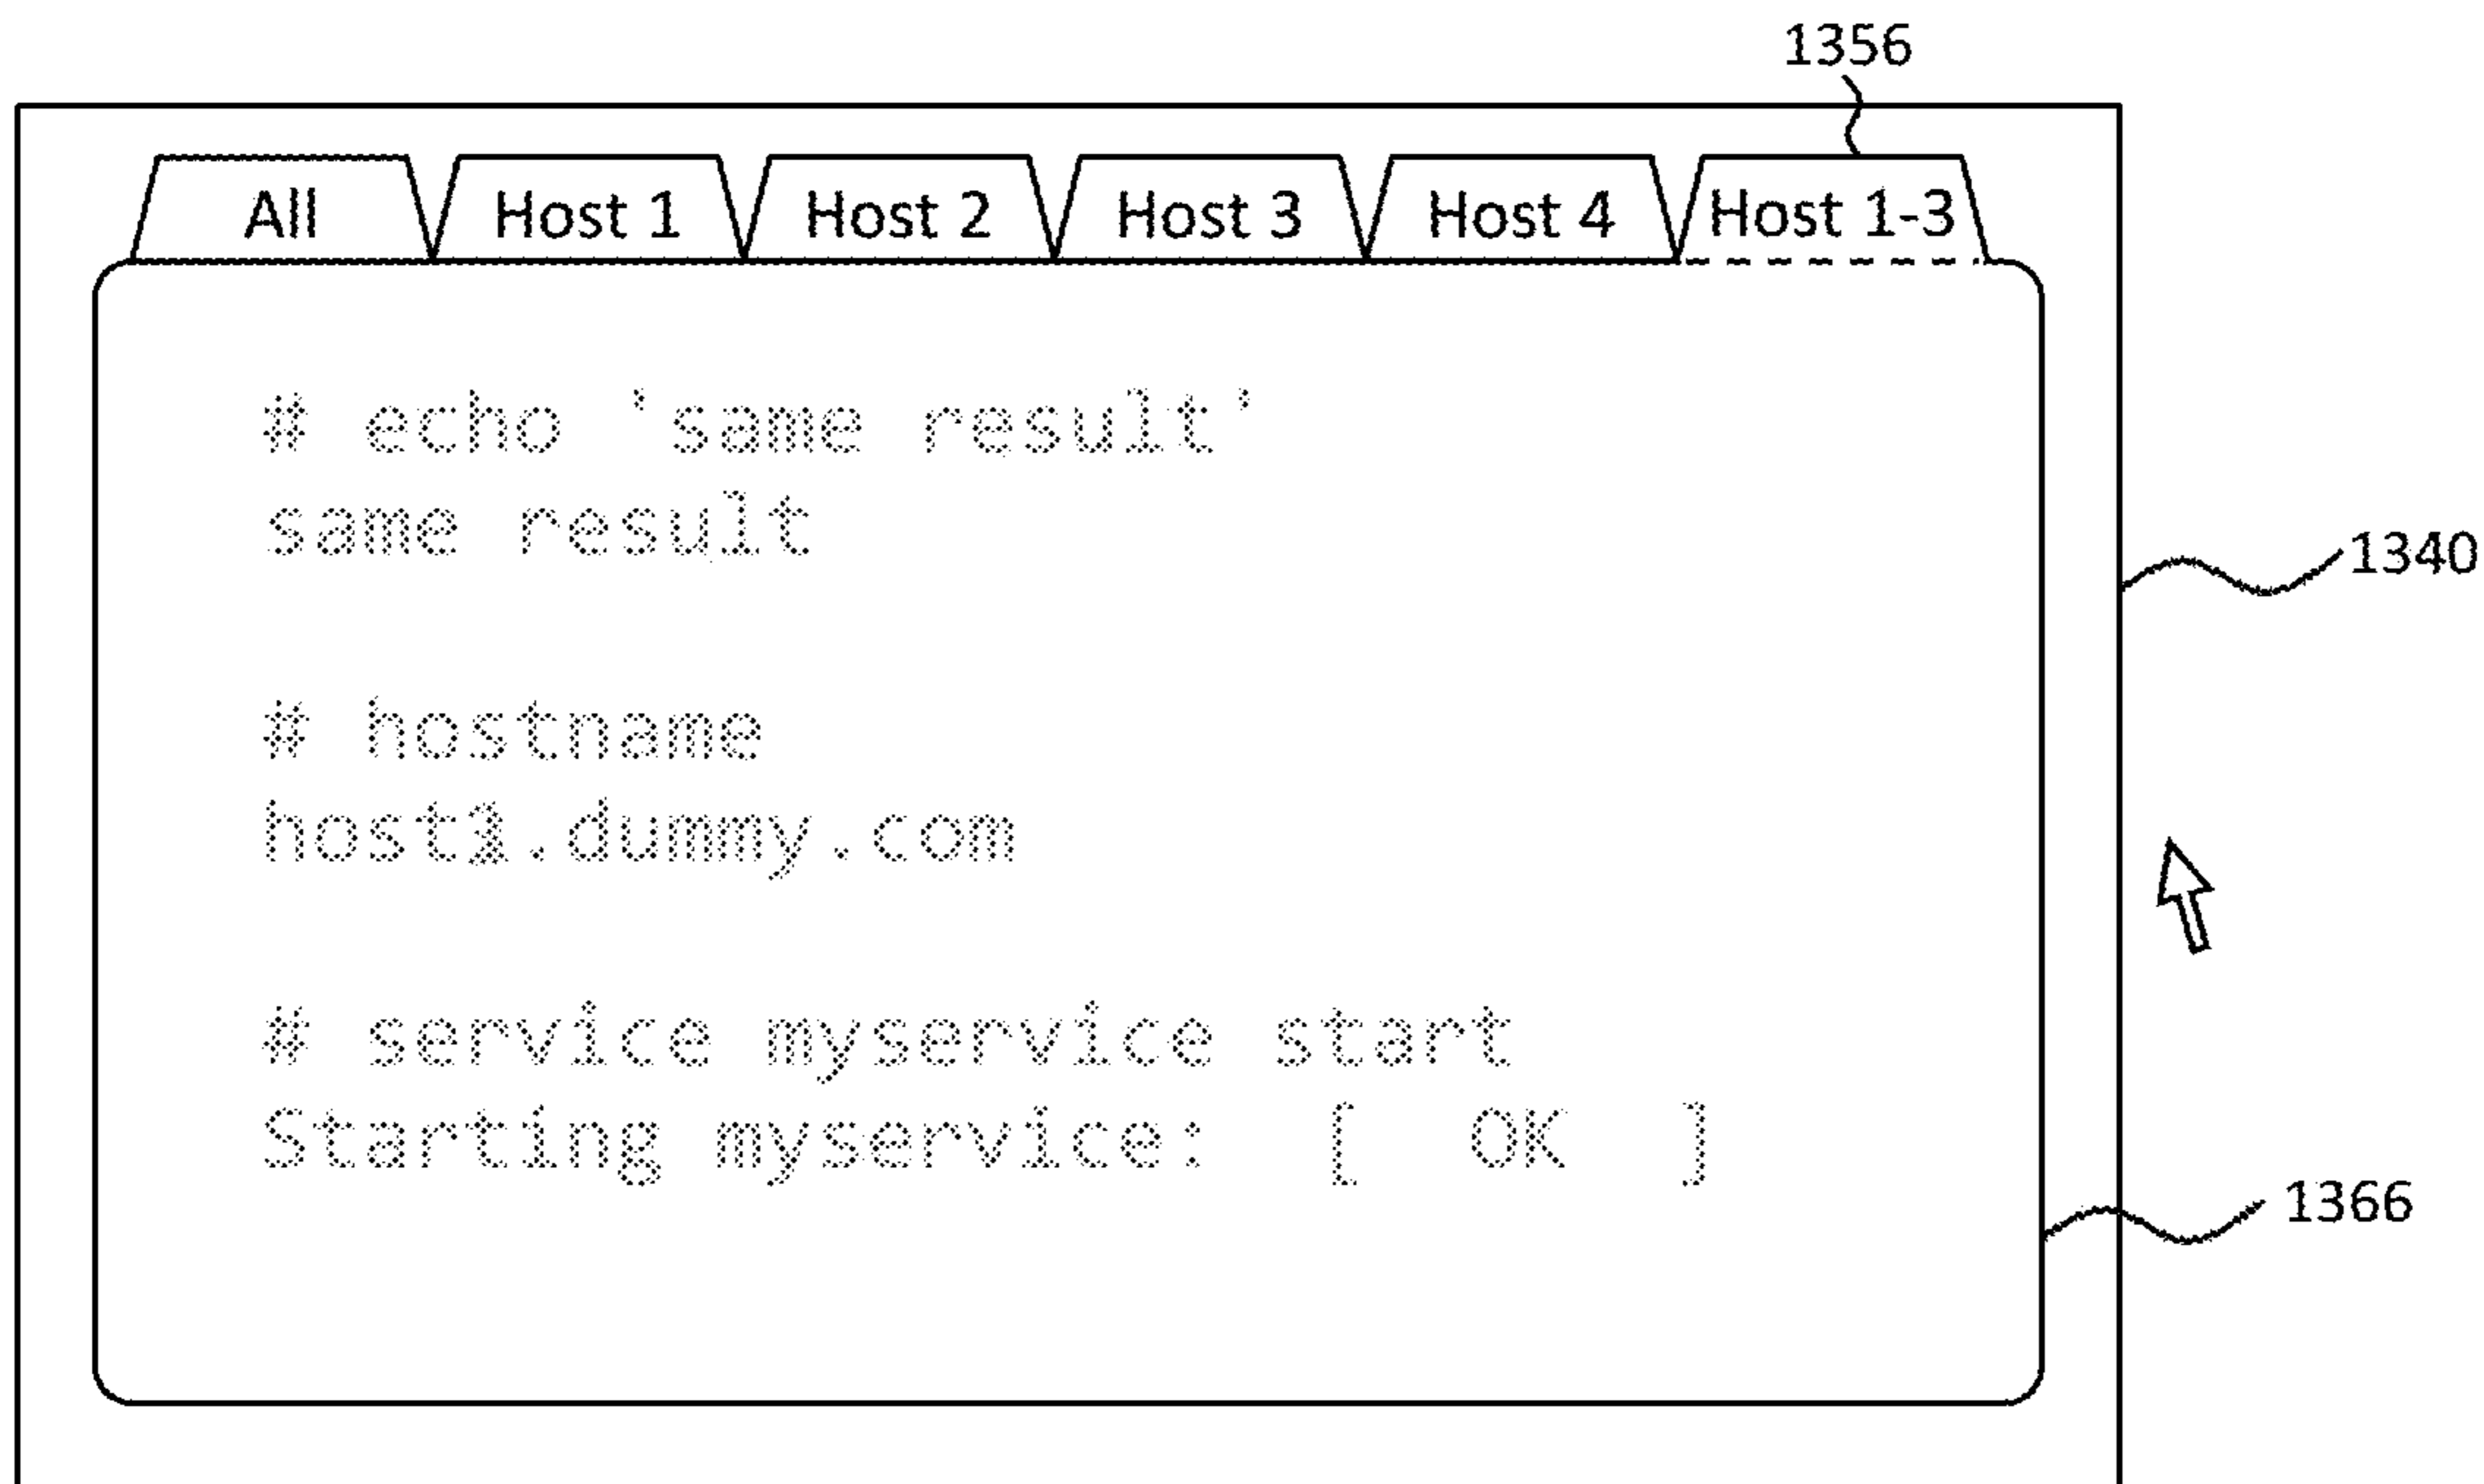 1356
All Host 1 Host 2 Host 3 Host 4 Host 1-3
# echo 'same result'
same result
1340
# hostname
.dummy.com
# service myservice start
Starting myservice: [ OK ]
1366